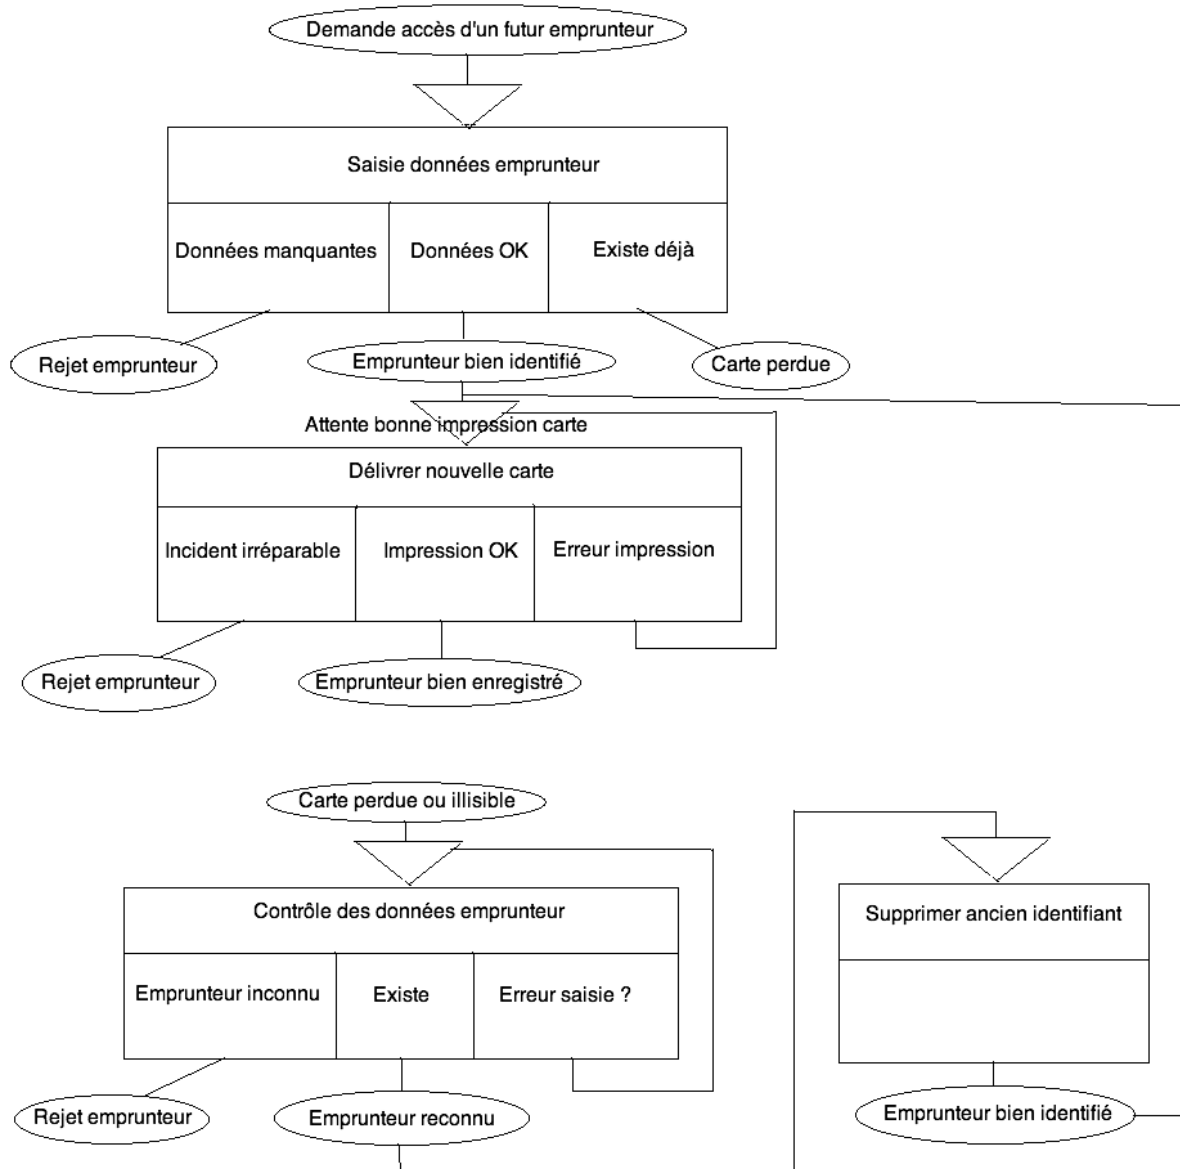 Demande accès d'un futur emprunteur
Saisie données emprunteur
Données manquantes
Données OK
Existe déjà
Rejet emprunteur
Emprunteur bien identifié
Carte perdue
Attente bonne impression carte
Délivrer nouvelle carte
Incident irréparable
Impression OK
Erreur impression
Rejet emprunteur
Emprunteur bien enregistré
Carte perdue ou illisible
Contrôle des données emprunteur
Supprimer ancien identifiant
Emprunteur inconnu
Existe
Erreur saisie ?
Rejet emprunteur
Emprunteur reconnu
Emprunteur bien identifié